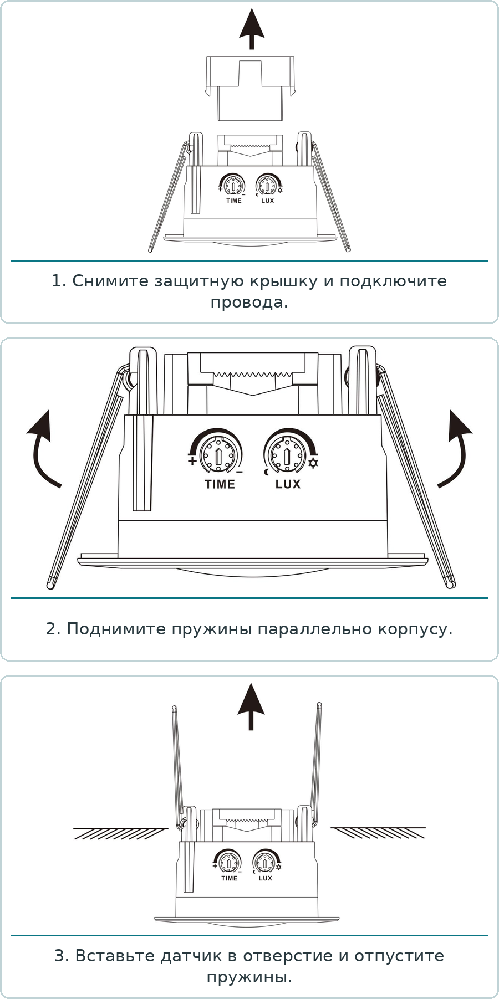 + - 
TIME LUX
1. Снимите защитную крышку и подключите
провода.
+ -
TIME LUX
2. Поднимите пружины параллельно корпусу.
+ -
TIME LUX
3. Вставьте датчик в отверстие и отпустите
пружины.